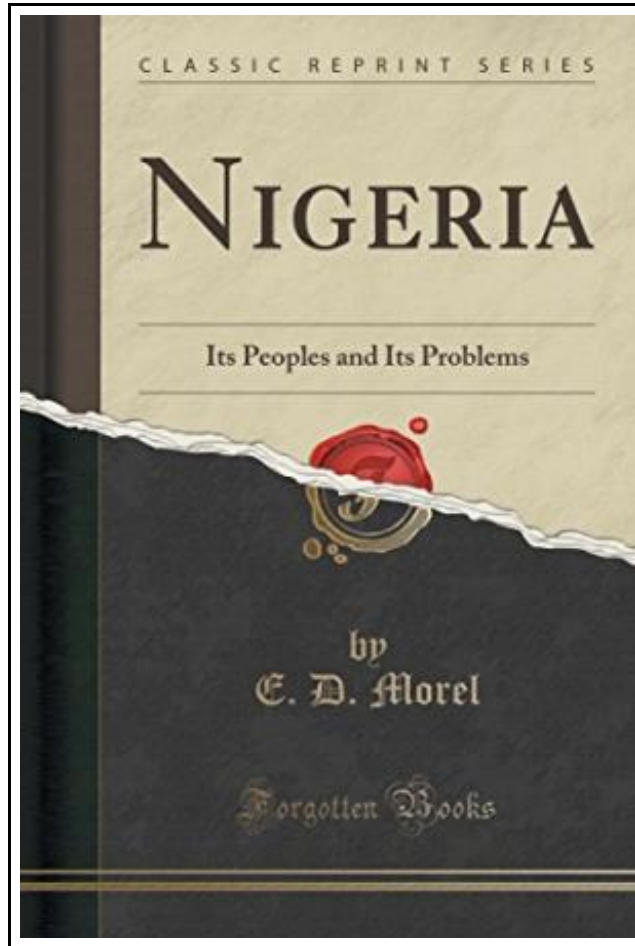 CLASSIC REPRINT SERIES
NIGERIA
Its Peoples and Its Problems
F
by
E. D. Morel
Forgotten Books